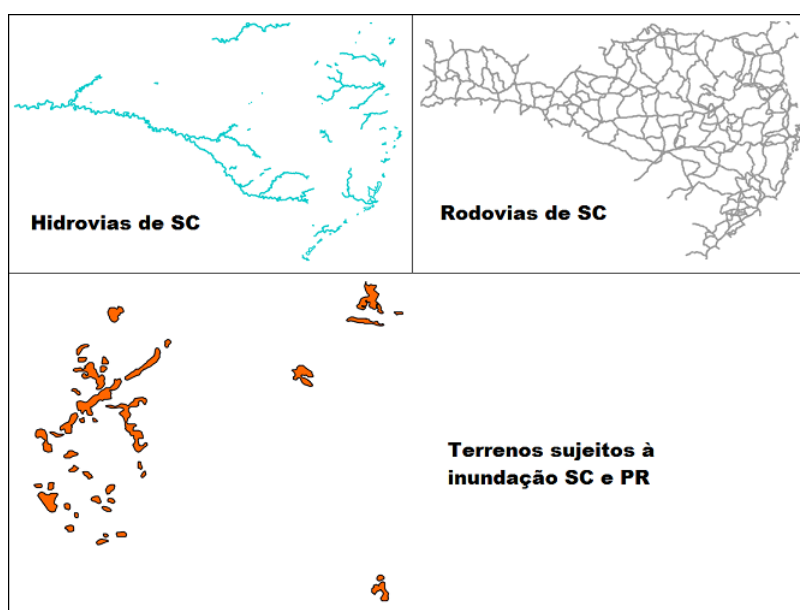 Hidrovias de SC
Rodovias de SC
Terrenos sujeitos à
inundação SC e PR